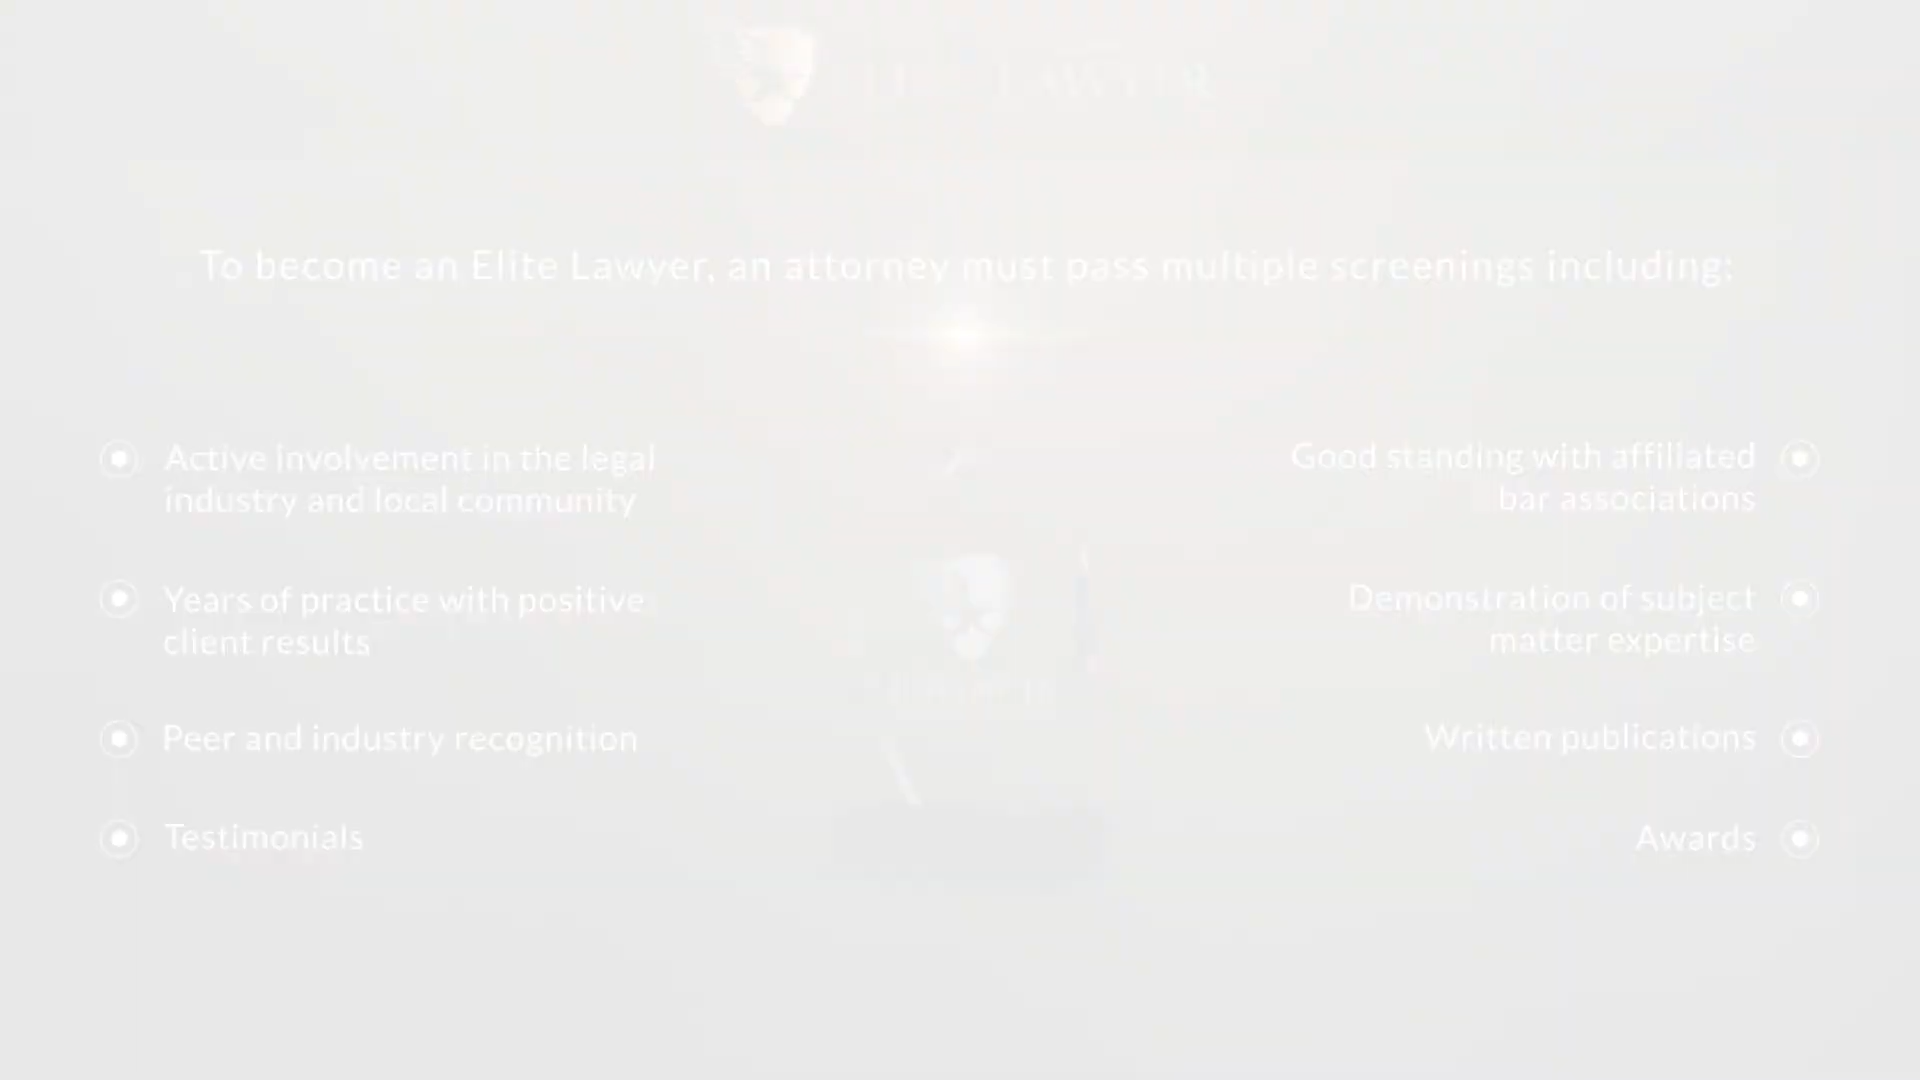 ELITE LAWYER
To become an Elite Lawyer, an attorney must pass multiple screenings including:
Active involvement in the legal
industry and local community
Years of practice with positive
client results
Peer and industry recognition
Testimonials
Good standing with affiliated
bar associations
Demonstration of subject
matter expertise
Written publications
Awards